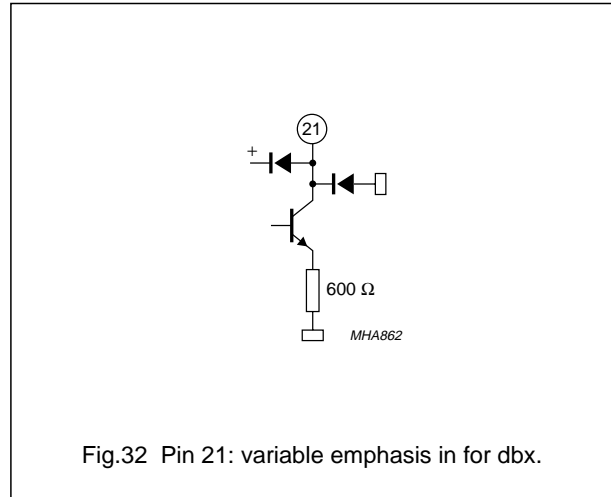 21
+
600 Ω
MHA862
Fig.32 Pin 21: variable emphasis in for dbx.